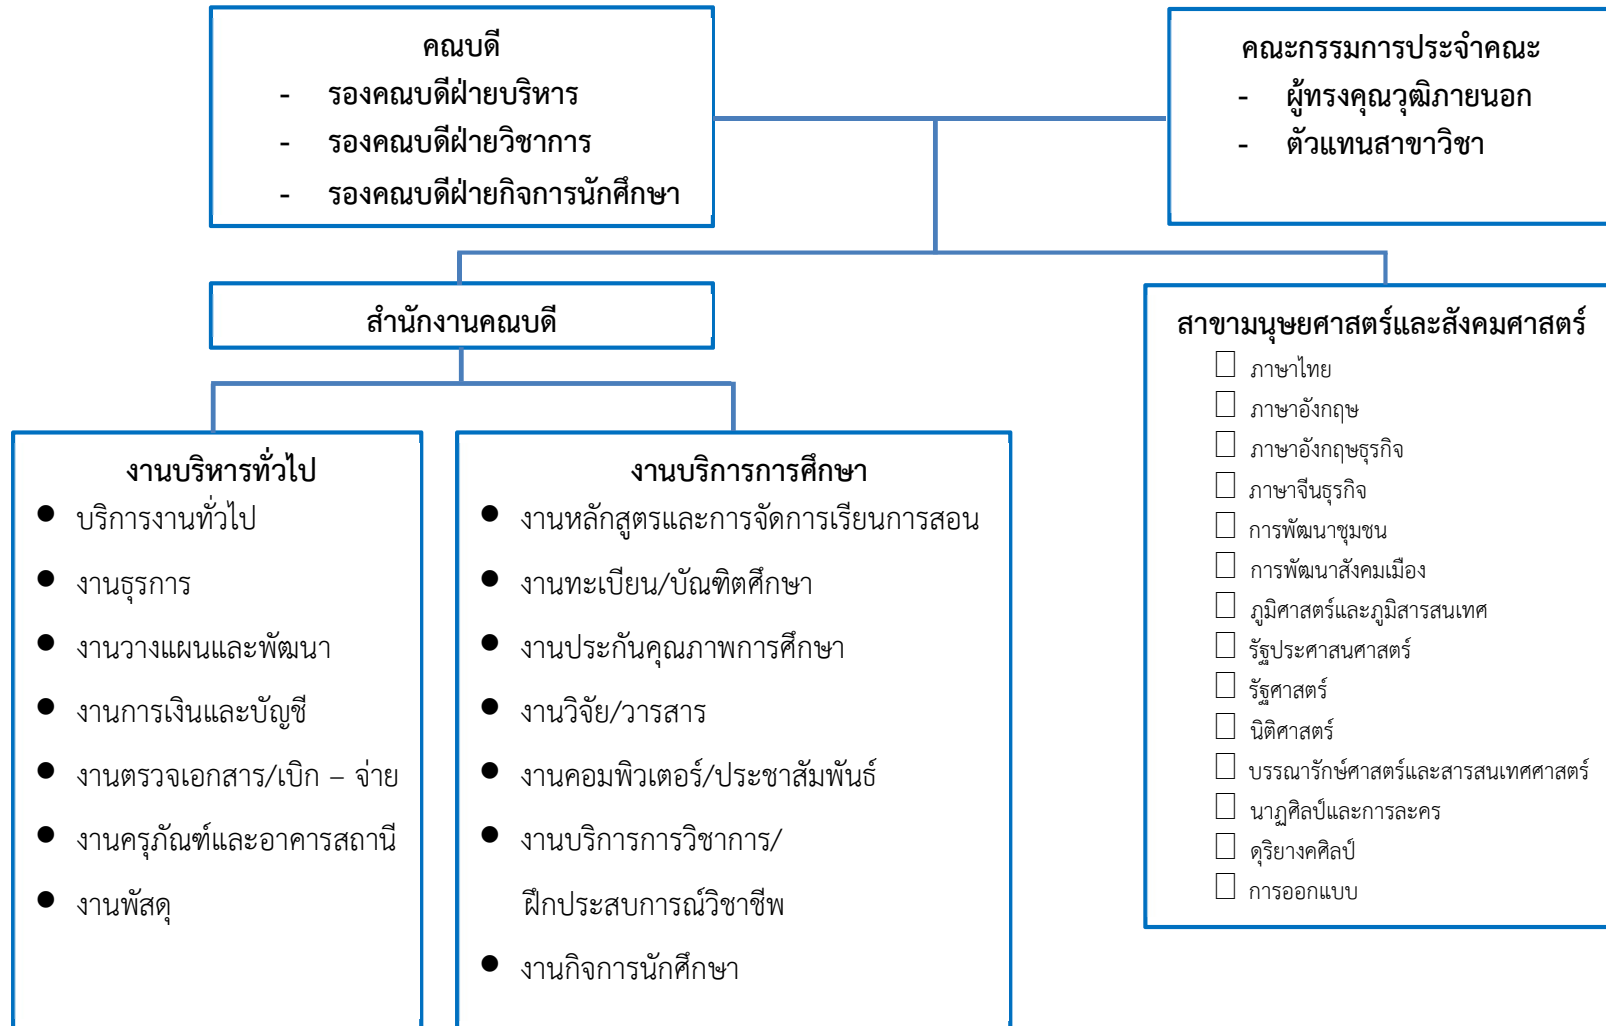 คณบดี
- รองคณบดีฝ่ายบริหาร
- รองคณบดีฝ่ายวิชาการ
- รองคณบดีฝ่ายกิจการนักศึกษา
คณะกรรมการประจำคณะ
- ผู้ทรงคุณวุฒิภายนอก
- ตัวแทนสาขาวิชา
สำนักงานคณบดี
สาขามนุษยศาสตร์และสังคมศาสตร์
ภาษาไทย
ภาษาอังกฤษ
ภาษาอังกฤษธุรกิจ
ภาษาจีนธุรกิจ
การพัฒนาชุมชน
การพัฒนาสังคมเมือง
ภูมิศาสตร์และภูมิสารสนเทศ
รัฐประศาสนศาสตร์
รัฐศาสตร์
นิติศาสตร์
บรรณารักษ์ศาสตร์และสารสนเทศศาสตร์
นาฏศิลป์และการละคร
ดุริยางคศิลป์
การออกแบบ
งานบริหารทั่วไป
● บริการงานทั่วไป
● งานธุรการ
● งานวางแผนและพัฒนา
● งานการเงินและบัญชี
● งานตรวจเอกสาร/เบิก – จ่าย
● งานครุภัณฑ์และอาคารสถานี
● งานพัสดุ
งานบริการการศึกษา
● งานหลักสูตรและการจัดการเรียนการสอน
● งานทะเบียน/บัณฑิตศึกษา
● งานประกันคุณภาพการศึกษา
● งานวิจัย/วารสาร
● งานคอมพิวเตอร์/ประชาสัมพันธ์
● งานบริการการวิชาการ/
ฝึกประสบการณ์วิชาชีพ
● งานกิจการนักศึกษา